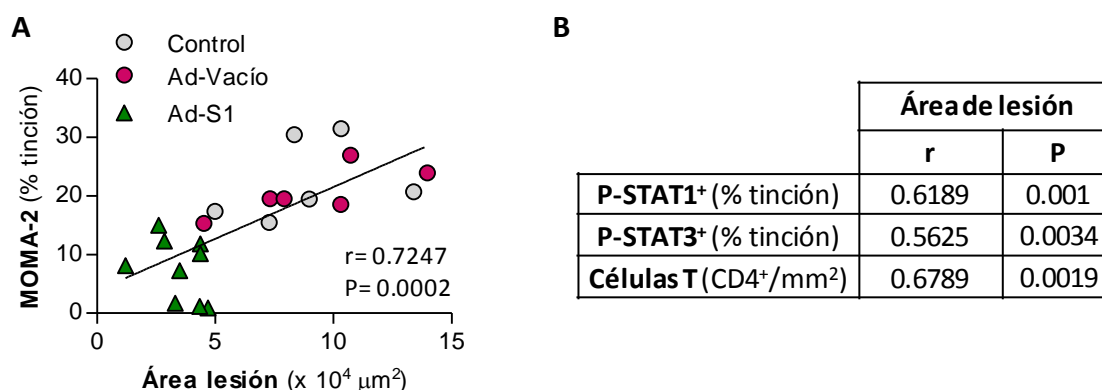 A
Control
Ad-Vacío
Ad-S1
MOMA-2 (% tinción)
40
30
20
10
0
r= 0.7247
P= 0.0002
0 5 10 15
Área lesión (x 10⁴ µm²)
B
Área de lesión
r P
P-STAT1⁺ (% tinción) 0.6189 0.001
P-STAT3⁺ (% tinción) 0.5625 0.0034
Células T (CD4⁺/mm²) 0.6789 0.0019